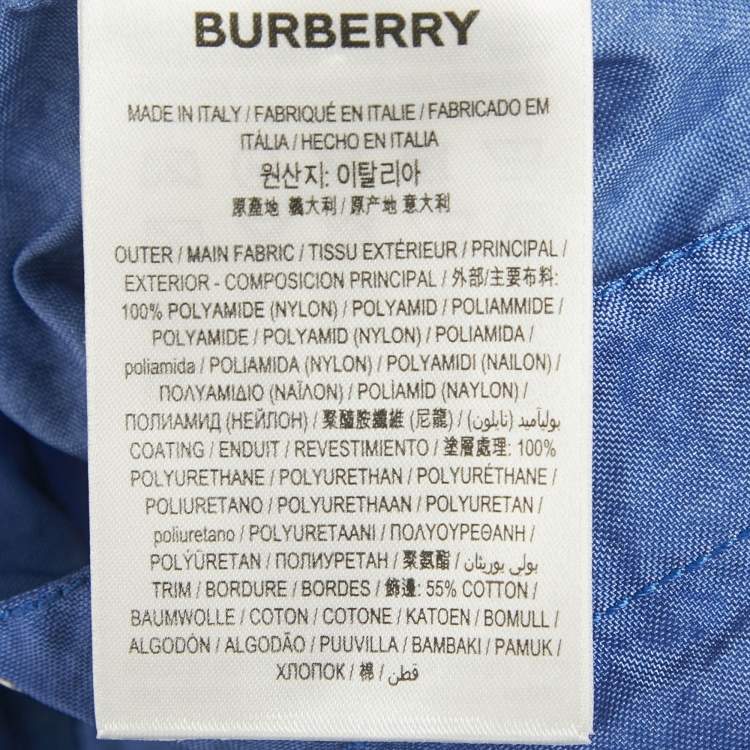 BURBERRY
MADE IN ITALY / FABRIQUÉ EN ITALIE / FABRICADO EM
ITÁLIA / HECHO EN ITALIA
원산지: 이탈리아
原產地 義大利 / 原产地 意大利
OUTER / MAIN FABRIC / TISSU EXTÉRIEUR / PRINCIPAL /
EXTERIOR - COMPOSICION PRINCIPAL / 外部/主要布料:
100% POLYAMIDE (NYLON) / POLYAMID / POLIAMMIDE /
POLYAMIDE / POLYAMID (NYLON) / POLIAMIDA /
poliamida / POLIAMIDA (NYLON) / POLYAMIDI (NAILON) /
ΠΟΛΥΑΜΙΔΙΟ (ΝΑΪΛΟΝ) / POLİAMİD (NAYLON) /
ПОЛИАМИД (НЕЙЛОН) / 聚醯胺纖維 (尼龍) / پولیآمید (نایلون) /
COATING / ENDUIT / REVESTIMIENTO / 塗層處理: 100%
POLYURETHANE / POLYURETHAN / POLYURÉTHANE /
POLIURETANO / POLYURETHAAN / POLYURETAN /
poliuretano / POLYURETAANI / ΠΟΛΥΟΥΡΕΘΑΝΗ /
POLYÜRETAN / ПОЛИУРЕТАН / 聚氨酯 / پولی یوریتان /
TRIM / BORDURE / BORDES / 飾邊: 55% COTTON /
BAUMWOLLE / COTON / COTONE / KATOEN / BOMULL /
ALGODÓN / ALGODÃO / PUUVILLA / ΒΑΜΒΑΚΙ / PAMUK /
ХЛОПОК / 棉 / قطن /